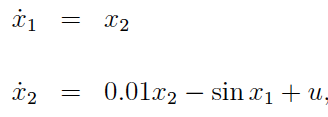 ẋ₁ = x₂
ẋ₂ = 0.01x₂ − sin x₁ + u,